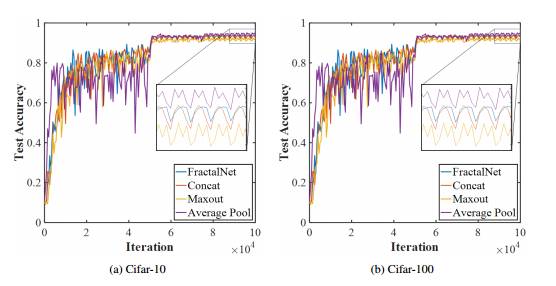 1
0.8
0.6
0.4
0.2
0
Test Accuracy
FractalNet
Concat
Maxout
Average Pool
0 2 4 6 8 10
Iteration
×10^4
(a) Cifar-10
1
0.8
0.6
0.4
0.2
0
Test Accuracy
FractalNet
Concat
Maxout
Average Pool
0 2 4 6 8 10
Iteration
×10^4
(b) Cifar-100